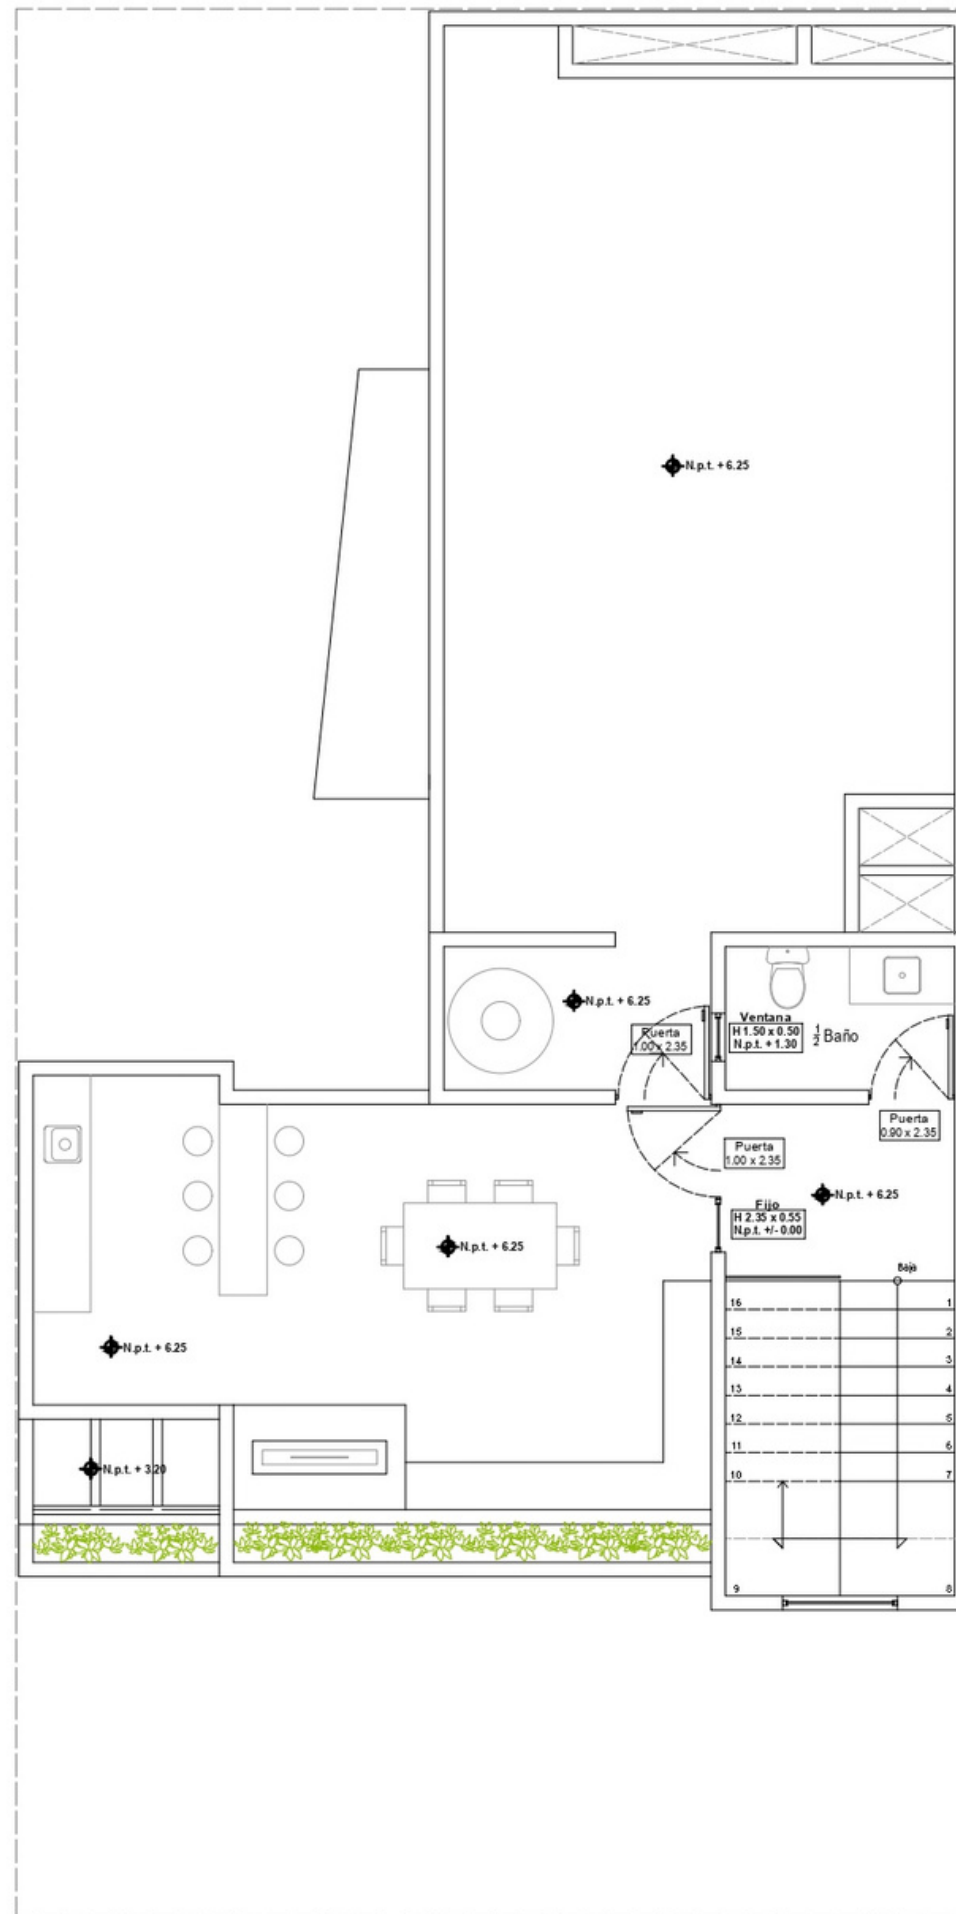 N.p.t. + 6.25
N.p.t. + 6.25
Puerta
1.00 x 2.35
Ventana
H 1.50 x 0.50
N.p.t. + 1.30
1/2 Baño
Puerta
0.90 x 2.35
Puerta
1.00 x 2.35
N.p.t. + 6.25
Fijo
H 2.35 x 0.55
N.p.t. +/- 0.00
N.p.t. + 6.25
Baja
N.p.t. + 6.25
16 1
15 2
14 3
13 4
12 5
11 6
10 7
N.p.t. + 3.20
9 8